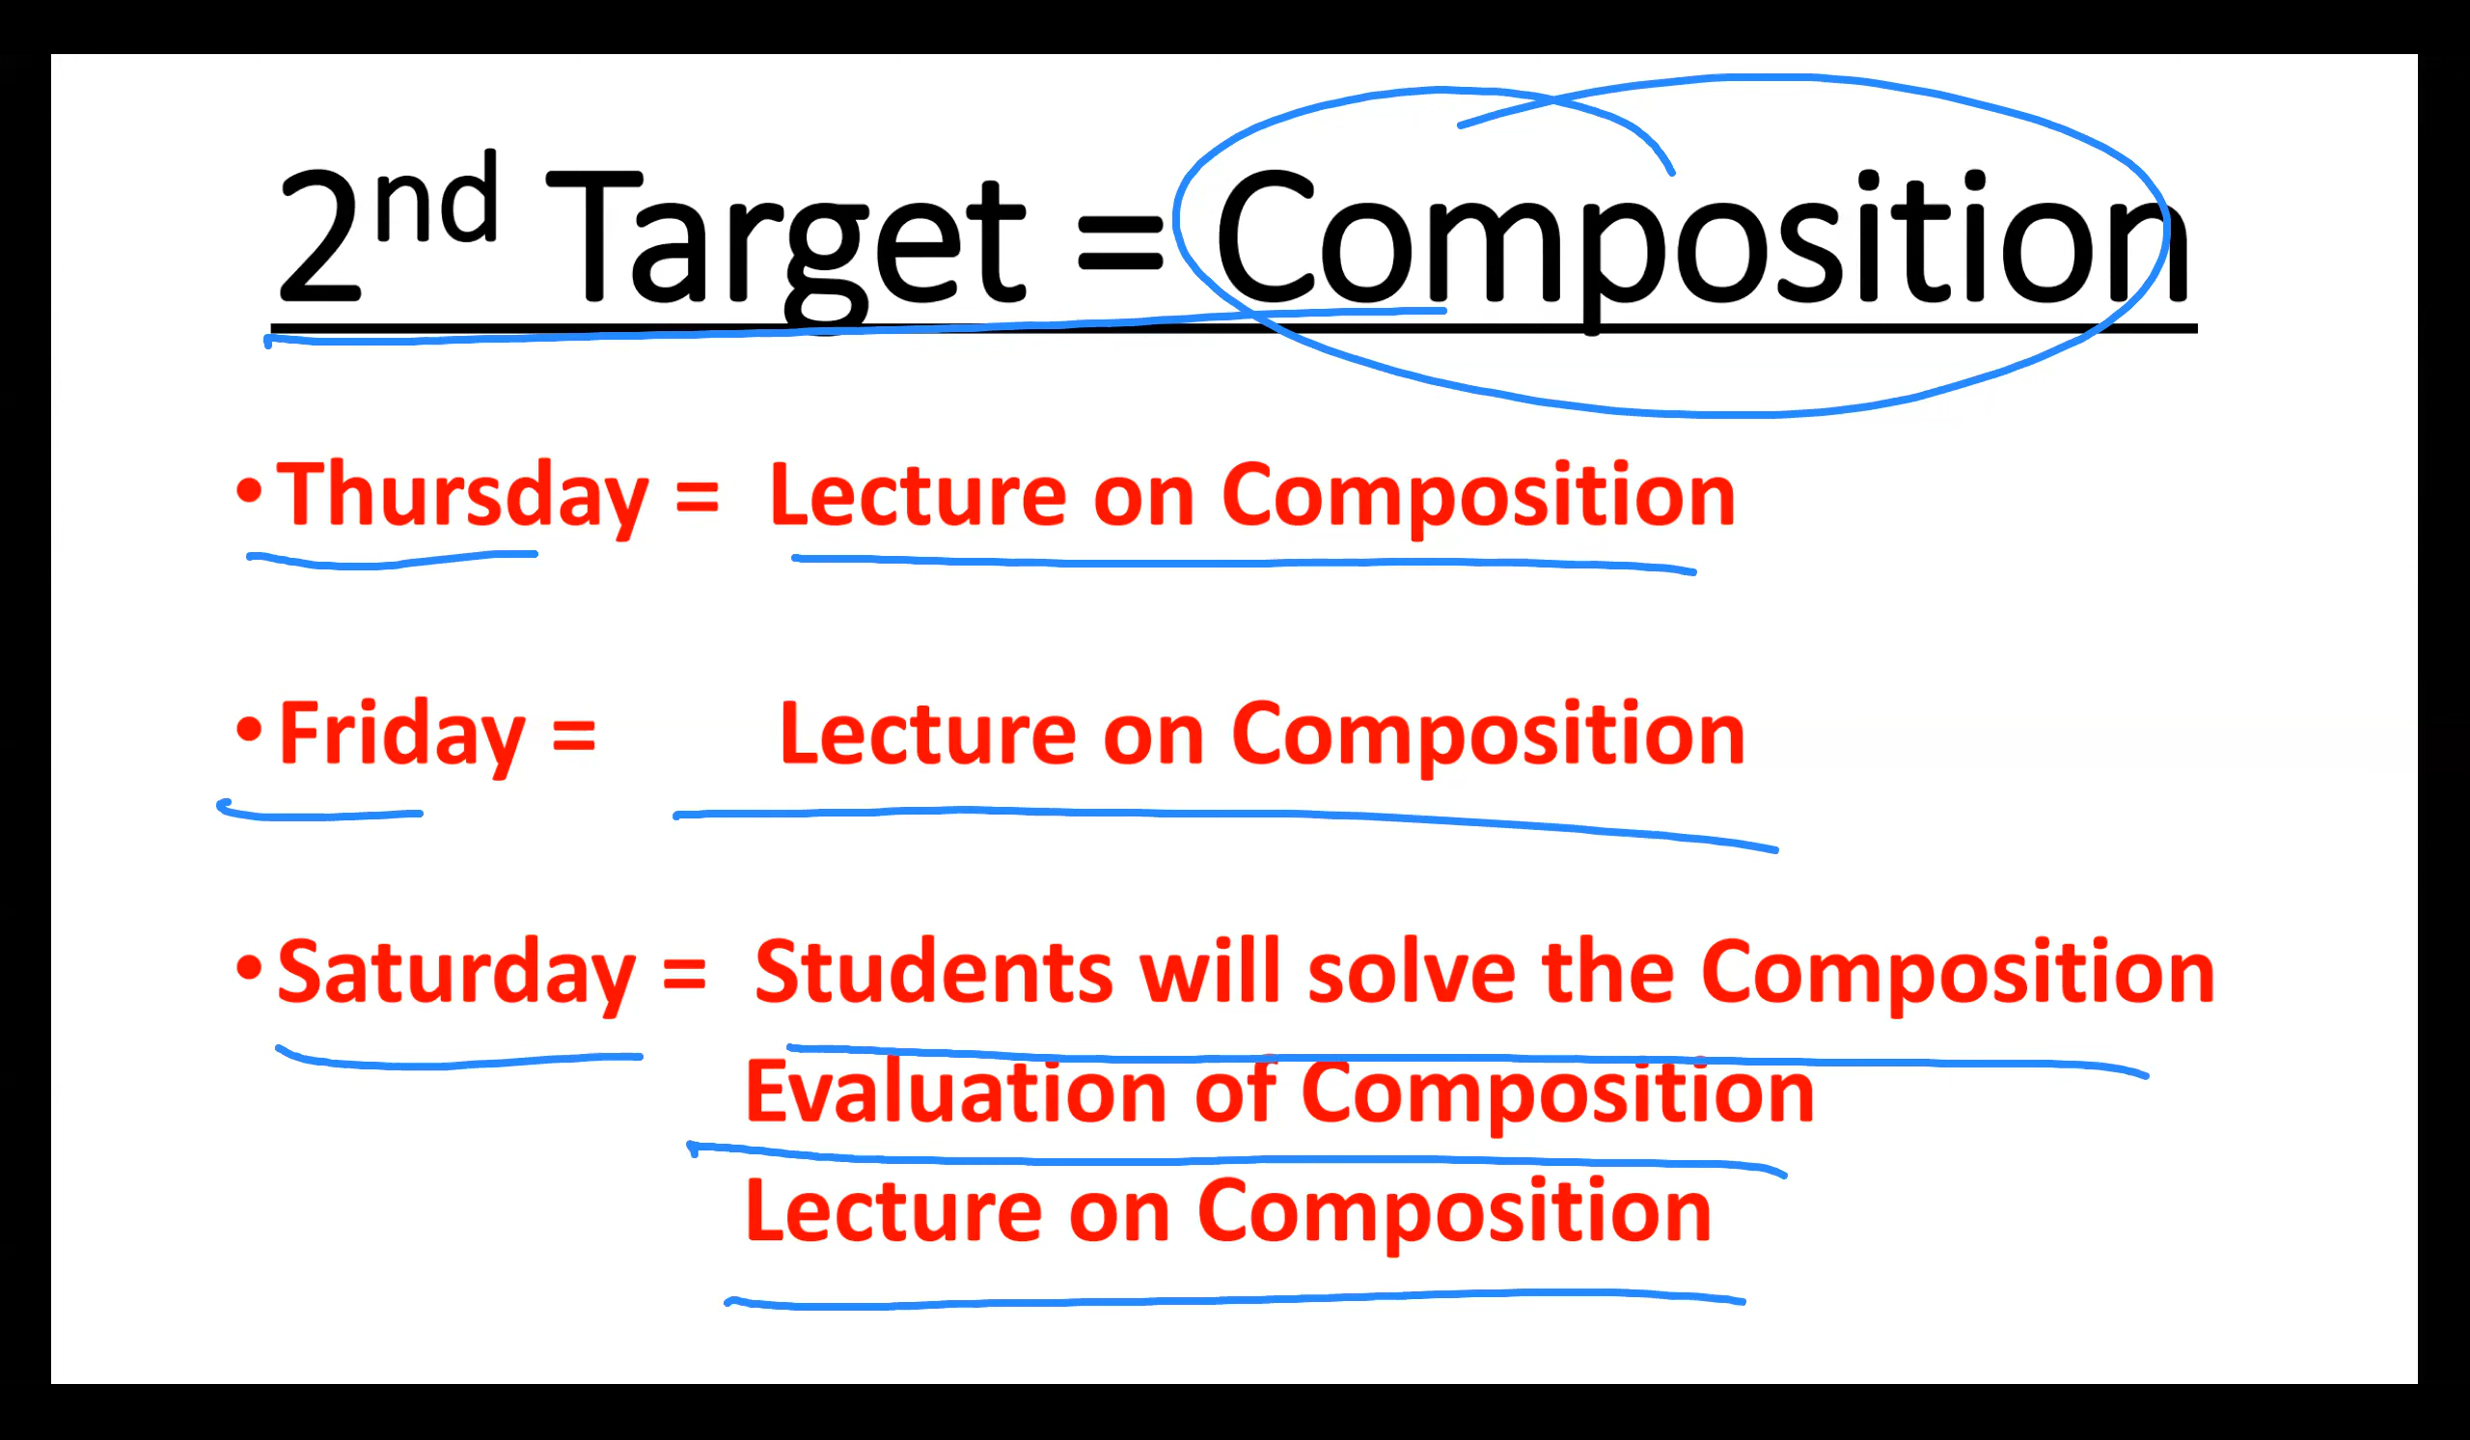 2nd Target = Composition
• Thursday = Lecture on Composition
• Friday = Lecture on Composition
• Saturday = Students will solve the Composition
Evaluation of Composition
Lecture on Composition